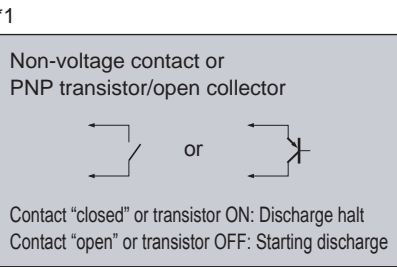 *1
Non-voltage contact or
PNP transistor/open collector
or
Contact “closed” or transistor ON: Discharge halt
Contact “open” or transistor OFF: Starting discharge